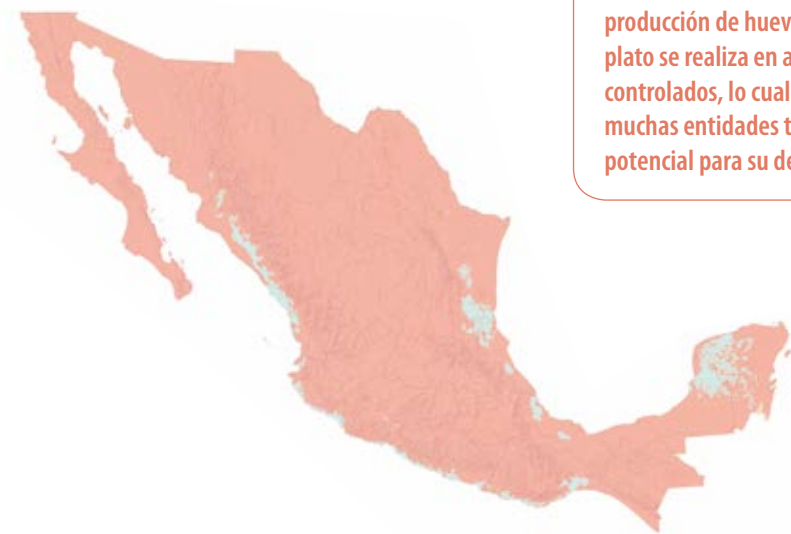 producción de huev
plato se realiza en a
controlados, lo cual
muchas entidades t
potencial para su de